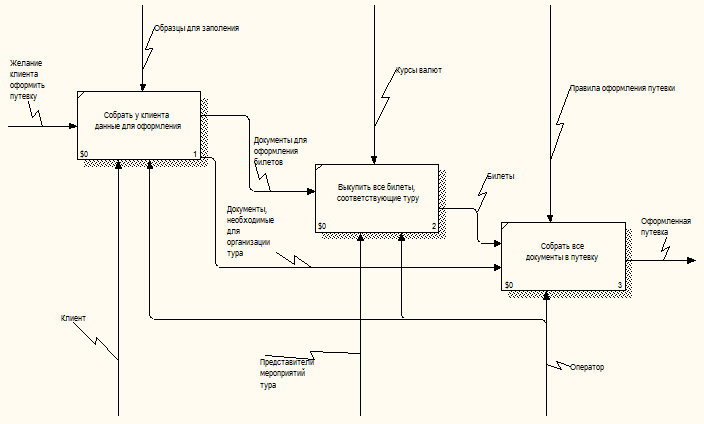 Образцы для заполения
Желание
клиента
оформить
путевку
Курсы валют
Правила оформления путевки
Собрать у клиента
данные для оформления
$0
1
Документы для
оформления
билетов
Билеты
Выкупить все билеты,
соответствующие туру
$0
2
Документы,
необходимые
для
организации
тура
Оформленная
путевка
Собрать все
документы в путевку
$0
3
Клиент
Представители
мероприятий
тура
Оператор